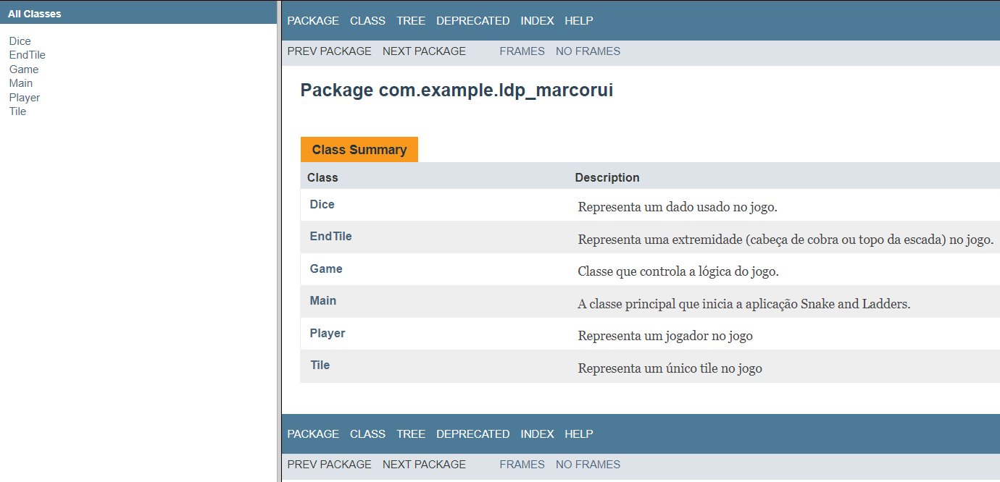 All Classes
Dice
EndTile
Game
Main
Player
Tile
PACKAGE CLASS TREE DEPRECATED INDEX HELP
PREV PACKAGE NEXT PACKAGE FRAMES NO FRAMES
Package com.example.ldp_marcorui
Class Summary
Class Description
Dice Representa um dado usado no jogo.
EndTile Representa uma extremidade (cabeça de cobra ou topo da escada) no jogo.
Game Classe que controla a lógica do jogo.
Main A classe principal que inicia a aplicação Snake and Ladders.
Player Representa um jogador no jogo
Tile Representa um único tile no jogo
PACKAGE CLASS TREE DEPRECATED INDEX HELP
PREV PACKAGE NEXT PACKAGE FRAMES NO FRAMES